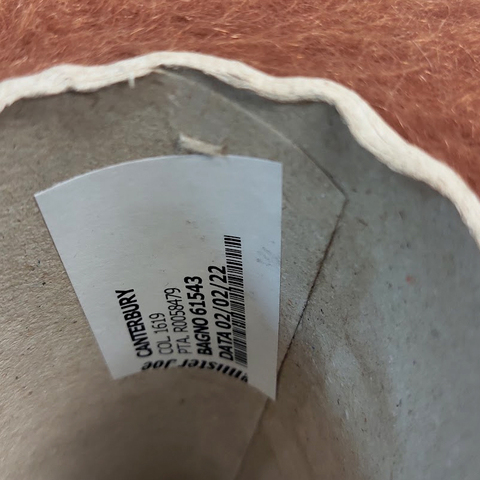 CANTERBURY
COL. 1619
PTA. R0058479
BAGNO 61543
DATA 02/02/22